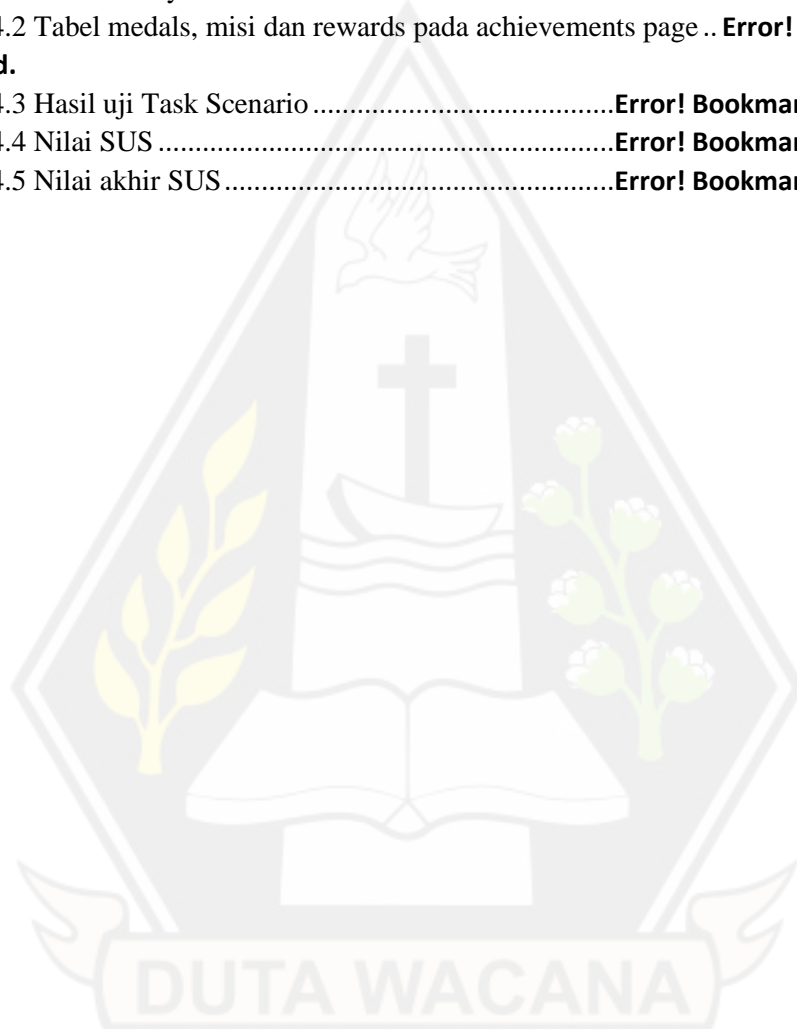 4.2 Tabel medals, misi dan rewards pada achievements page .. Error!
d.
4.3 Hasil uji Task Scenario ........................................Error! Bookmar
4.4 Nilai SUS ..............................................................Error! Bookmar
4.5 Nilai akhir SUS .....................................................Error! Bookmar
DUTA WACANA